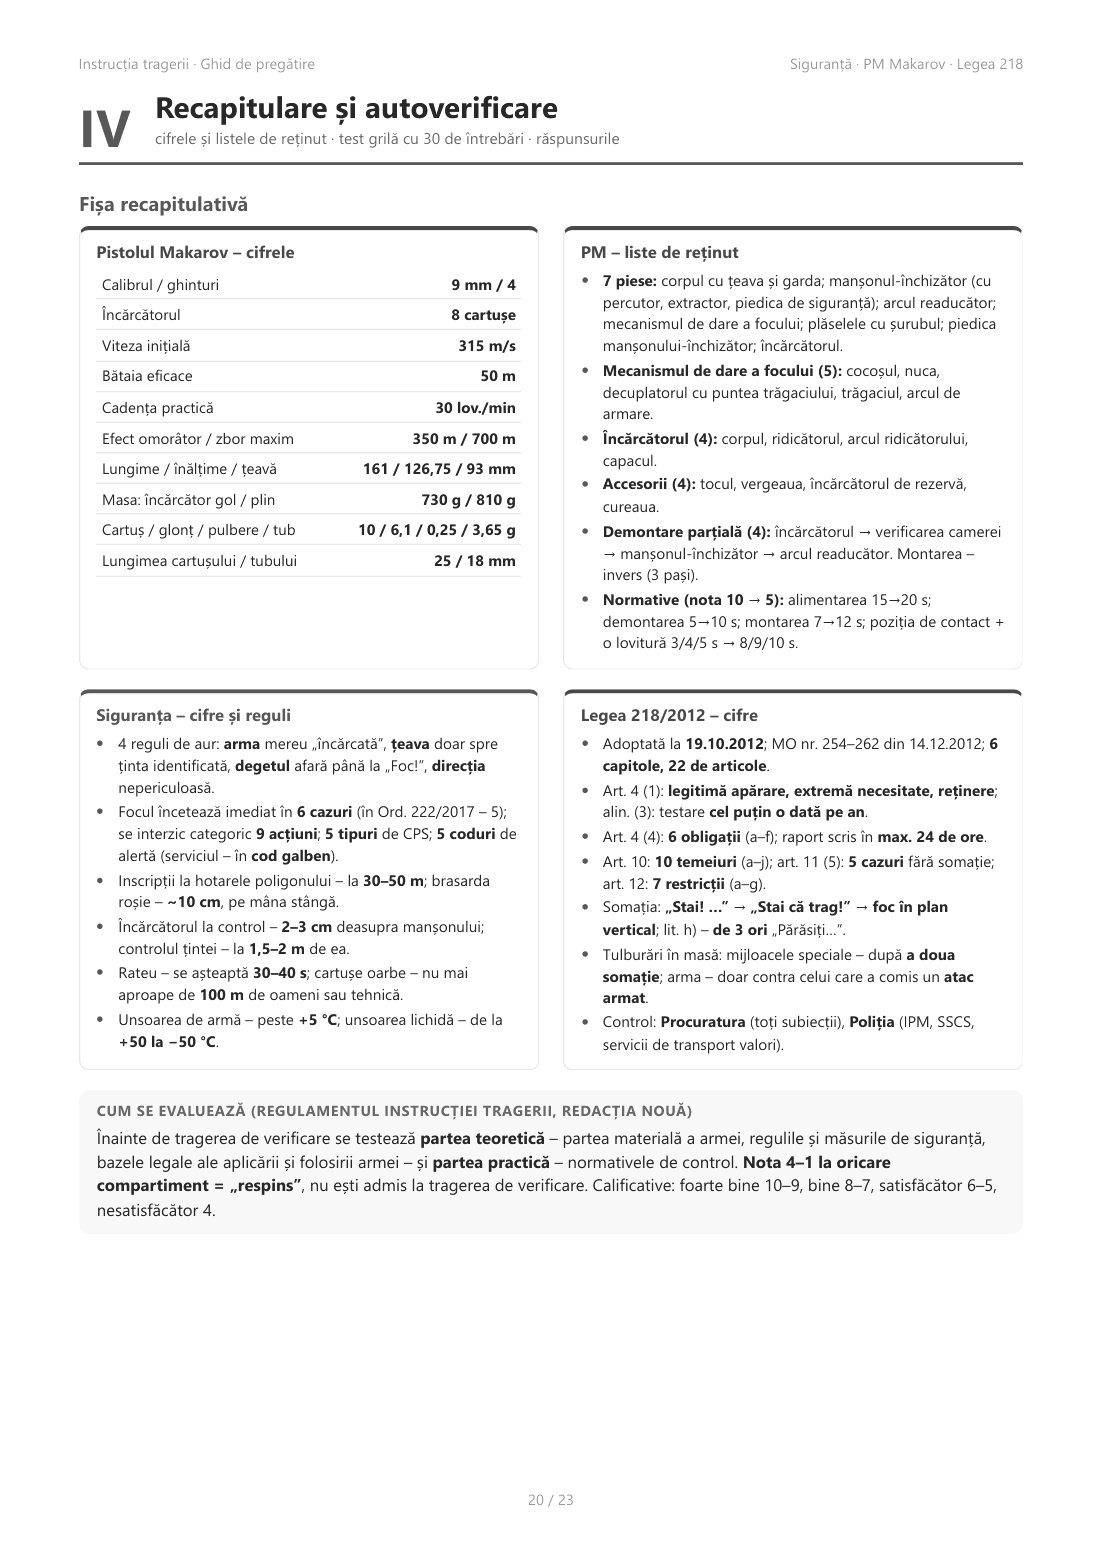 Instrucția tragerii · Ghid de pregătire
Siguranță · PM Makarov · Legea 218
IV
Recapitulare și autoverificare
cifrele și listele de reținut · test grilă cu 30 de întrebări · răspunsurile
Fișa recapitulativă
Pistolul Makarov – cifrele
Calibrul / ghinturi 9 mm / 4
Încărcătorul 8 cartușe
Viteza inițială 315 m/s
Bătaia eficace 50 m
Cadența practică 30 lov./min
Efect omorâtor / zbor maxim 350 m / 700 m
Lungime / înălțime / țeavă 161 / 126,75 / 93 mm
Masa: încărcător gol / plin 730 g / 810 g
Cartuș / glonț / pulbere / tub 10 / 6,1 / 0,25 / 3,65 g
Lungimea cartușului / tubului 25 / 18 mm
PM – liste de reținut
• 7 piese: corpul cu țeava și garda; manșonul-închizător (cu
percutor, extractor, piedica de siguranță); arcul readucător;
mecanismul de dare a focului; plăselele cu șurubul; piedica
manșonului-închizător; încărcătorul.
• Mecanismul de dare a focului (5): cocoșul, nuca,
decuplatorul cu puntea trăgaciului, trăgaciul, arcul de
armare.
• Încărcătorul (4): corpul, ridicătorul, arcul ridicătorului,
capacul.
• Accesorii (4): tocul, vergeaua, încărcătorul de rezervă,
cureaua.
• Demontare parțială (4): încărcătorul → verificarea camerei
→ manșonul-închizător → arcul readucător. Montarea –
invers (3 pași).
• Normative (nota 10 → 5): alimentarea 15→20 s;
demontarea 5→10 s; montarea 7→12 s; poziția de contact +
o lovitură 3/4/5 s → 8/9/10 s.
Siguranța – cifre și reguli
• 4 reguli de aur: arma mereu „încărcată”, țeava doar spre
ținta identificată, degetul afară până la „Foc!”, direcția
nepericuloasă.
• Focul încetează imediat în 6 cazuri (în Ord. 222/2017 – 5);
se interzic categoric 9 acțiuni; 5 tipuri de CPS; 5 coduri de
alertă (serviciul – în cod galben).
• Inscripții la hotarele poligonului – la 30–50 m; brasarda
roșie – ~10 cm, pe mâna stângă.
• Încărcătorul la control – 2–3 cm deasupra manșonului;
controlul țintei – la 1,5–2 m de ea.
• Rateu – se așteaptă 30–40 s; cartușe oarbe – nu mai
aproape de 100 m de oameni sau tehnică.
• Unsoarea de armă – peste +5 °C; unsoarea lichidă – de la
+50 la −50 °C.
Legea 218/2012 – cifre
• Adoptată la 19.10.2012; MO nr. 254–262 din 14.12.2012; 6
capitole, 22 de articole.
• Art. 4 (1): legitimă apărare, extremă necesitate, reținere;
alin. (3): testare cel puțin o dată pe an.
• Art. 4 (4): 6 obligații (a–f); raport scris în max. 24 de ore.
• Art. 10: 10 temeiuri (a–j); art. 11 (5): 5 cazuri fără somație;
art. 12: 7 restricții (a–g).
• Somația: „Stai! …” → „Stai că trag!” → foc în plan
vertical; lit. h) – de 3 ori „Părăsiți…”.
• Tulburări în masă: mijloacele speciale – după a doua
somație; arma – doar contra celui care a comis un atac
armat.
• Control: Procuratura (toți subiecții), Poliția (IPM, SSCS,
servicii de transport valori).
CUM SE EVALUEAZĂ (REGULAMENTUL INSTRUCȚIEI TRAGERII, REDACȚIA NOUĂ)
Înainte de tragerea de verificare se testează partea teoretică – partea materială a armei, regulile și măsurile de siguranță,
bazele legale ale aplicării și folosirii armei – și partea practică – normativele de control. Nota 4–1 la oricare
compartiment = „respins”, nu ești admis la tragerea de verificare. Calificative: foarte bine 10–9, bine 8–7, satisfăcător 6–5,
nesatisfăcător 4.
20 / 23